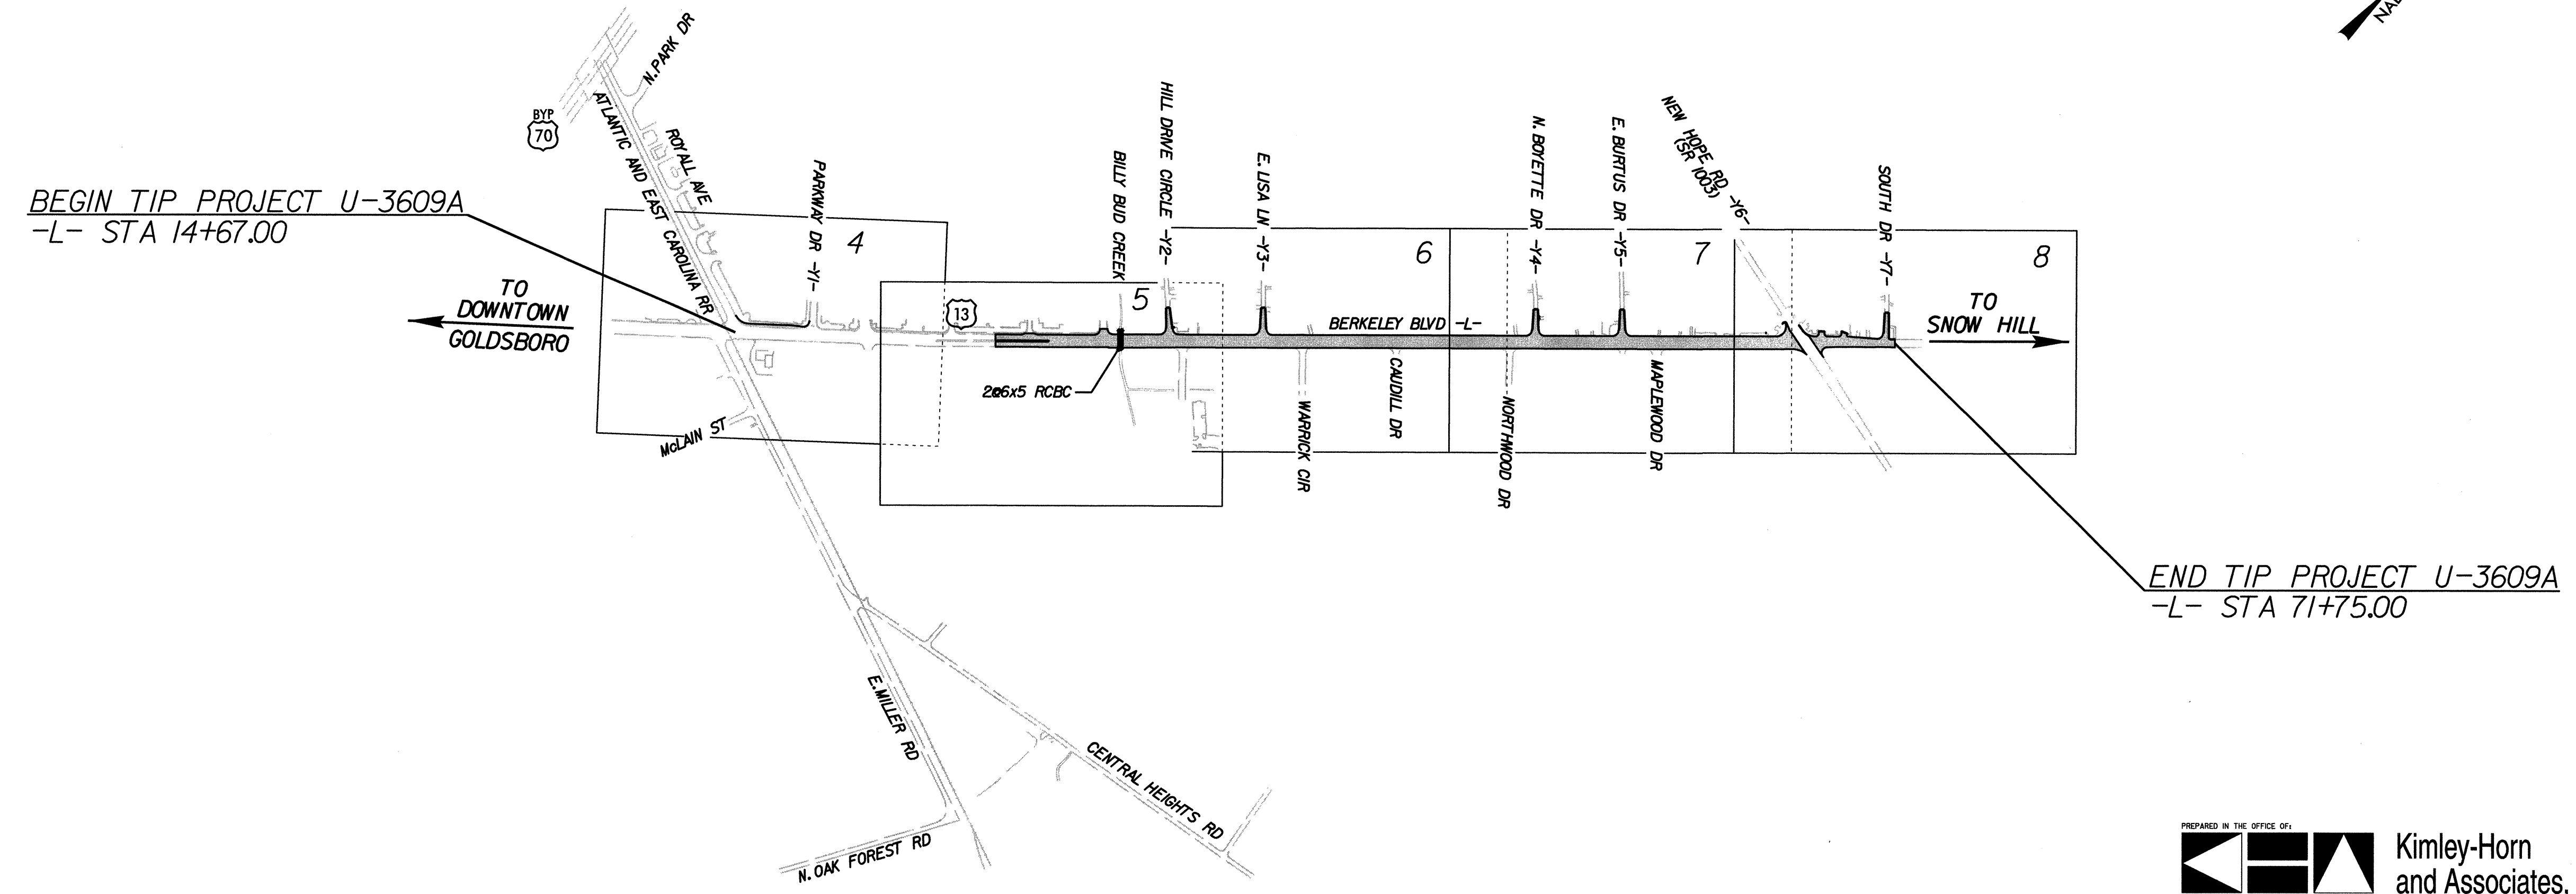 N. PARK DR
BYP
70
ATLANTIC AND EAST CAROLINA RR
ROYALL AVE
BEGIN TIP PROJECT U-3609A
-L- STA 14+67.00
PARKWAY DR -Y1-
4
TO
DOWNTOWN
GOLDSBORO
McLAIN ST
BILLY BUD CREEK
HILL DRIVE CIRCLE -Y2-
E. LISA LN -Y3-
5
13
2@6x5 RCBC
6
BERKELEY BLVD -L-
WARRICK CIR
CAUDILL DR
N. BOYETTE DR -Y4-
E. BURTUS DR -Y5-
7
NORTHWOOD DR
MAPLEWOOD DR
NEW HOPE RD -Y6-
(SR 1003)
SOUTH DR -Y7-
8
TO
SNOW HILL
END TIP PROJECT U-3609A
-L- STA 71+75.00
E. MILLER RD
CENTRAL HEIGHTS RD
N. OAK FOREST RD
PREPARED IN THE OFFICE OF:
Kimley-Horn
and Associates,